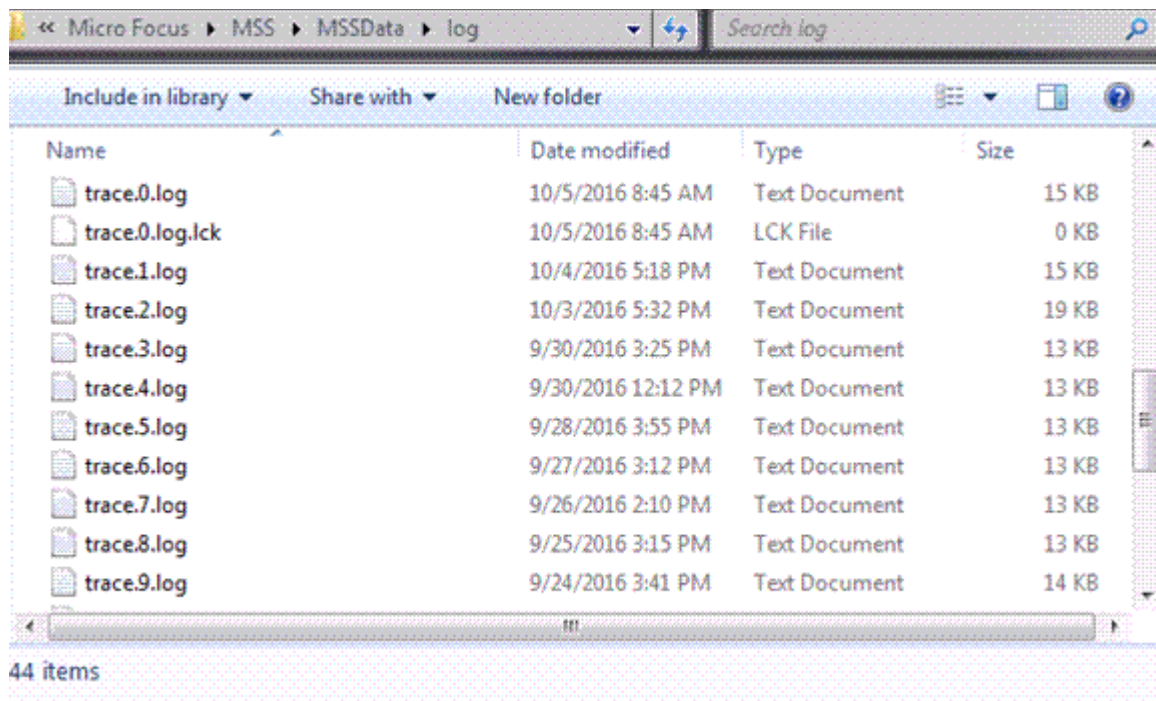 « Micro Focus ▸ MSS ▸ MSSData ▸ log Search log
Include in library Share with New folder
Name Date modified Type Size
trace.0.log 10/5/2016 8:45 AM Text Document 15 KB
trace.0.log.lck 10/5/2016 8:45 AM LCK File 0 KB
trace.1.log 10/4/2016 5:18 PM Text Document 15 KB
trace.2.log 10/3/2016 5:32 PM Text Document 19 KB
trace.3.log 9/30/2016 3:25 PM Text Document 13 KB
trace.4.log 9/30/2016 12:12 PM Text Document 13 KB
trace.5.log 9/28/2016 3:55 PM Text Document 13 KB
trace.6.log 9/27/2016 3:12 PM Text Document 13 KB
trace.7.log 9/26/2016 2:10 PM Text Document 13 KB
trace.8.log 9/25/2016 3:15 PM Text Document 13 KB
trace.9.log 9/24/2016 3:41 PM Text Document 14 KB
44 items